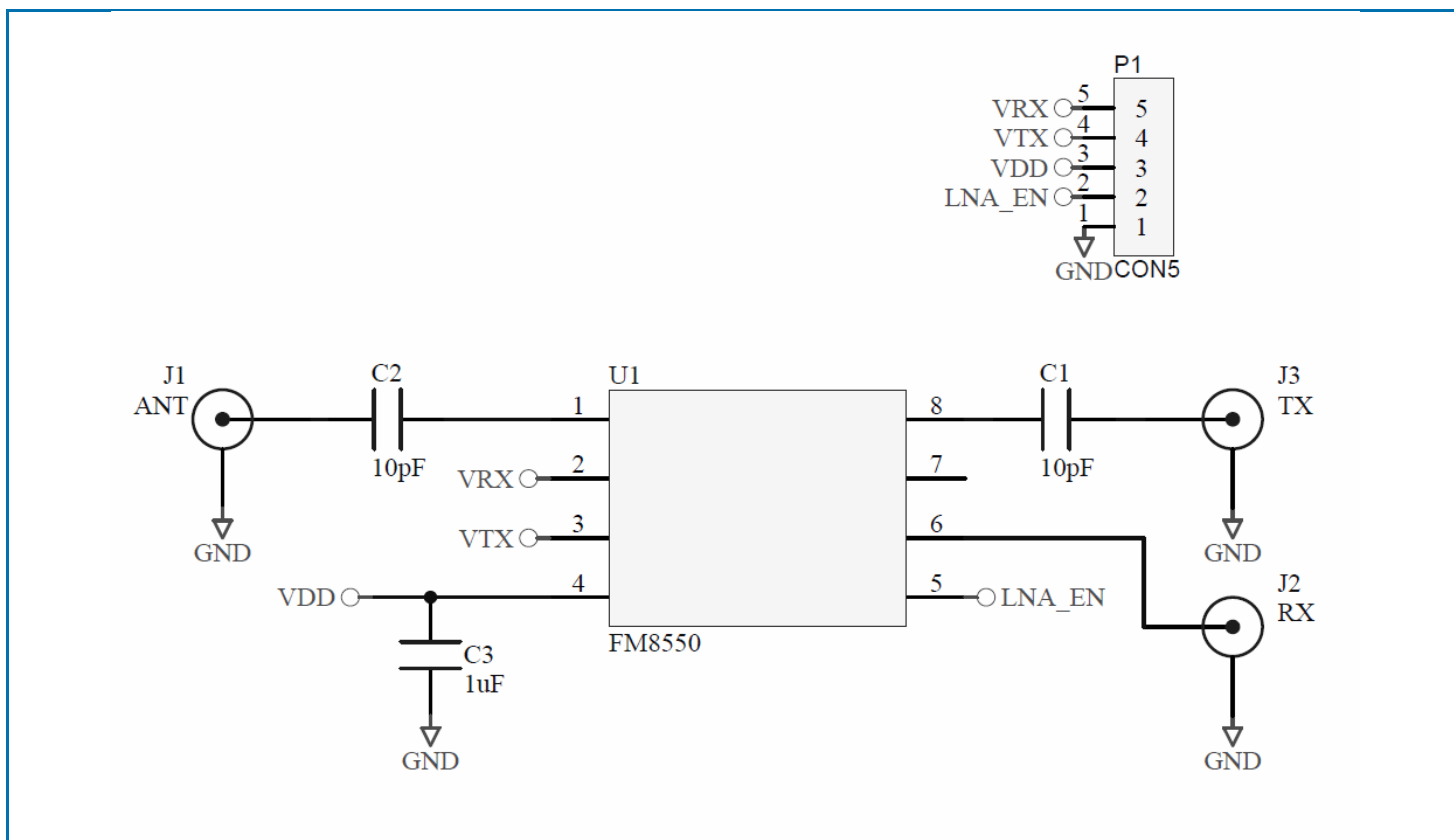 P1
VRX 5 5
VTX 4 4
VDD 3 3
LNA_EN 2 2
1 1
GND CON5
J1
ANT
C2
10pF
U1
1
8
VRX 2
7
VTX 3
6
VDD 4
5 LNA_EN
FM8550
C1
10pF
J3
TX
GND
GND
J2
RX
C3
1uF
GND
GND